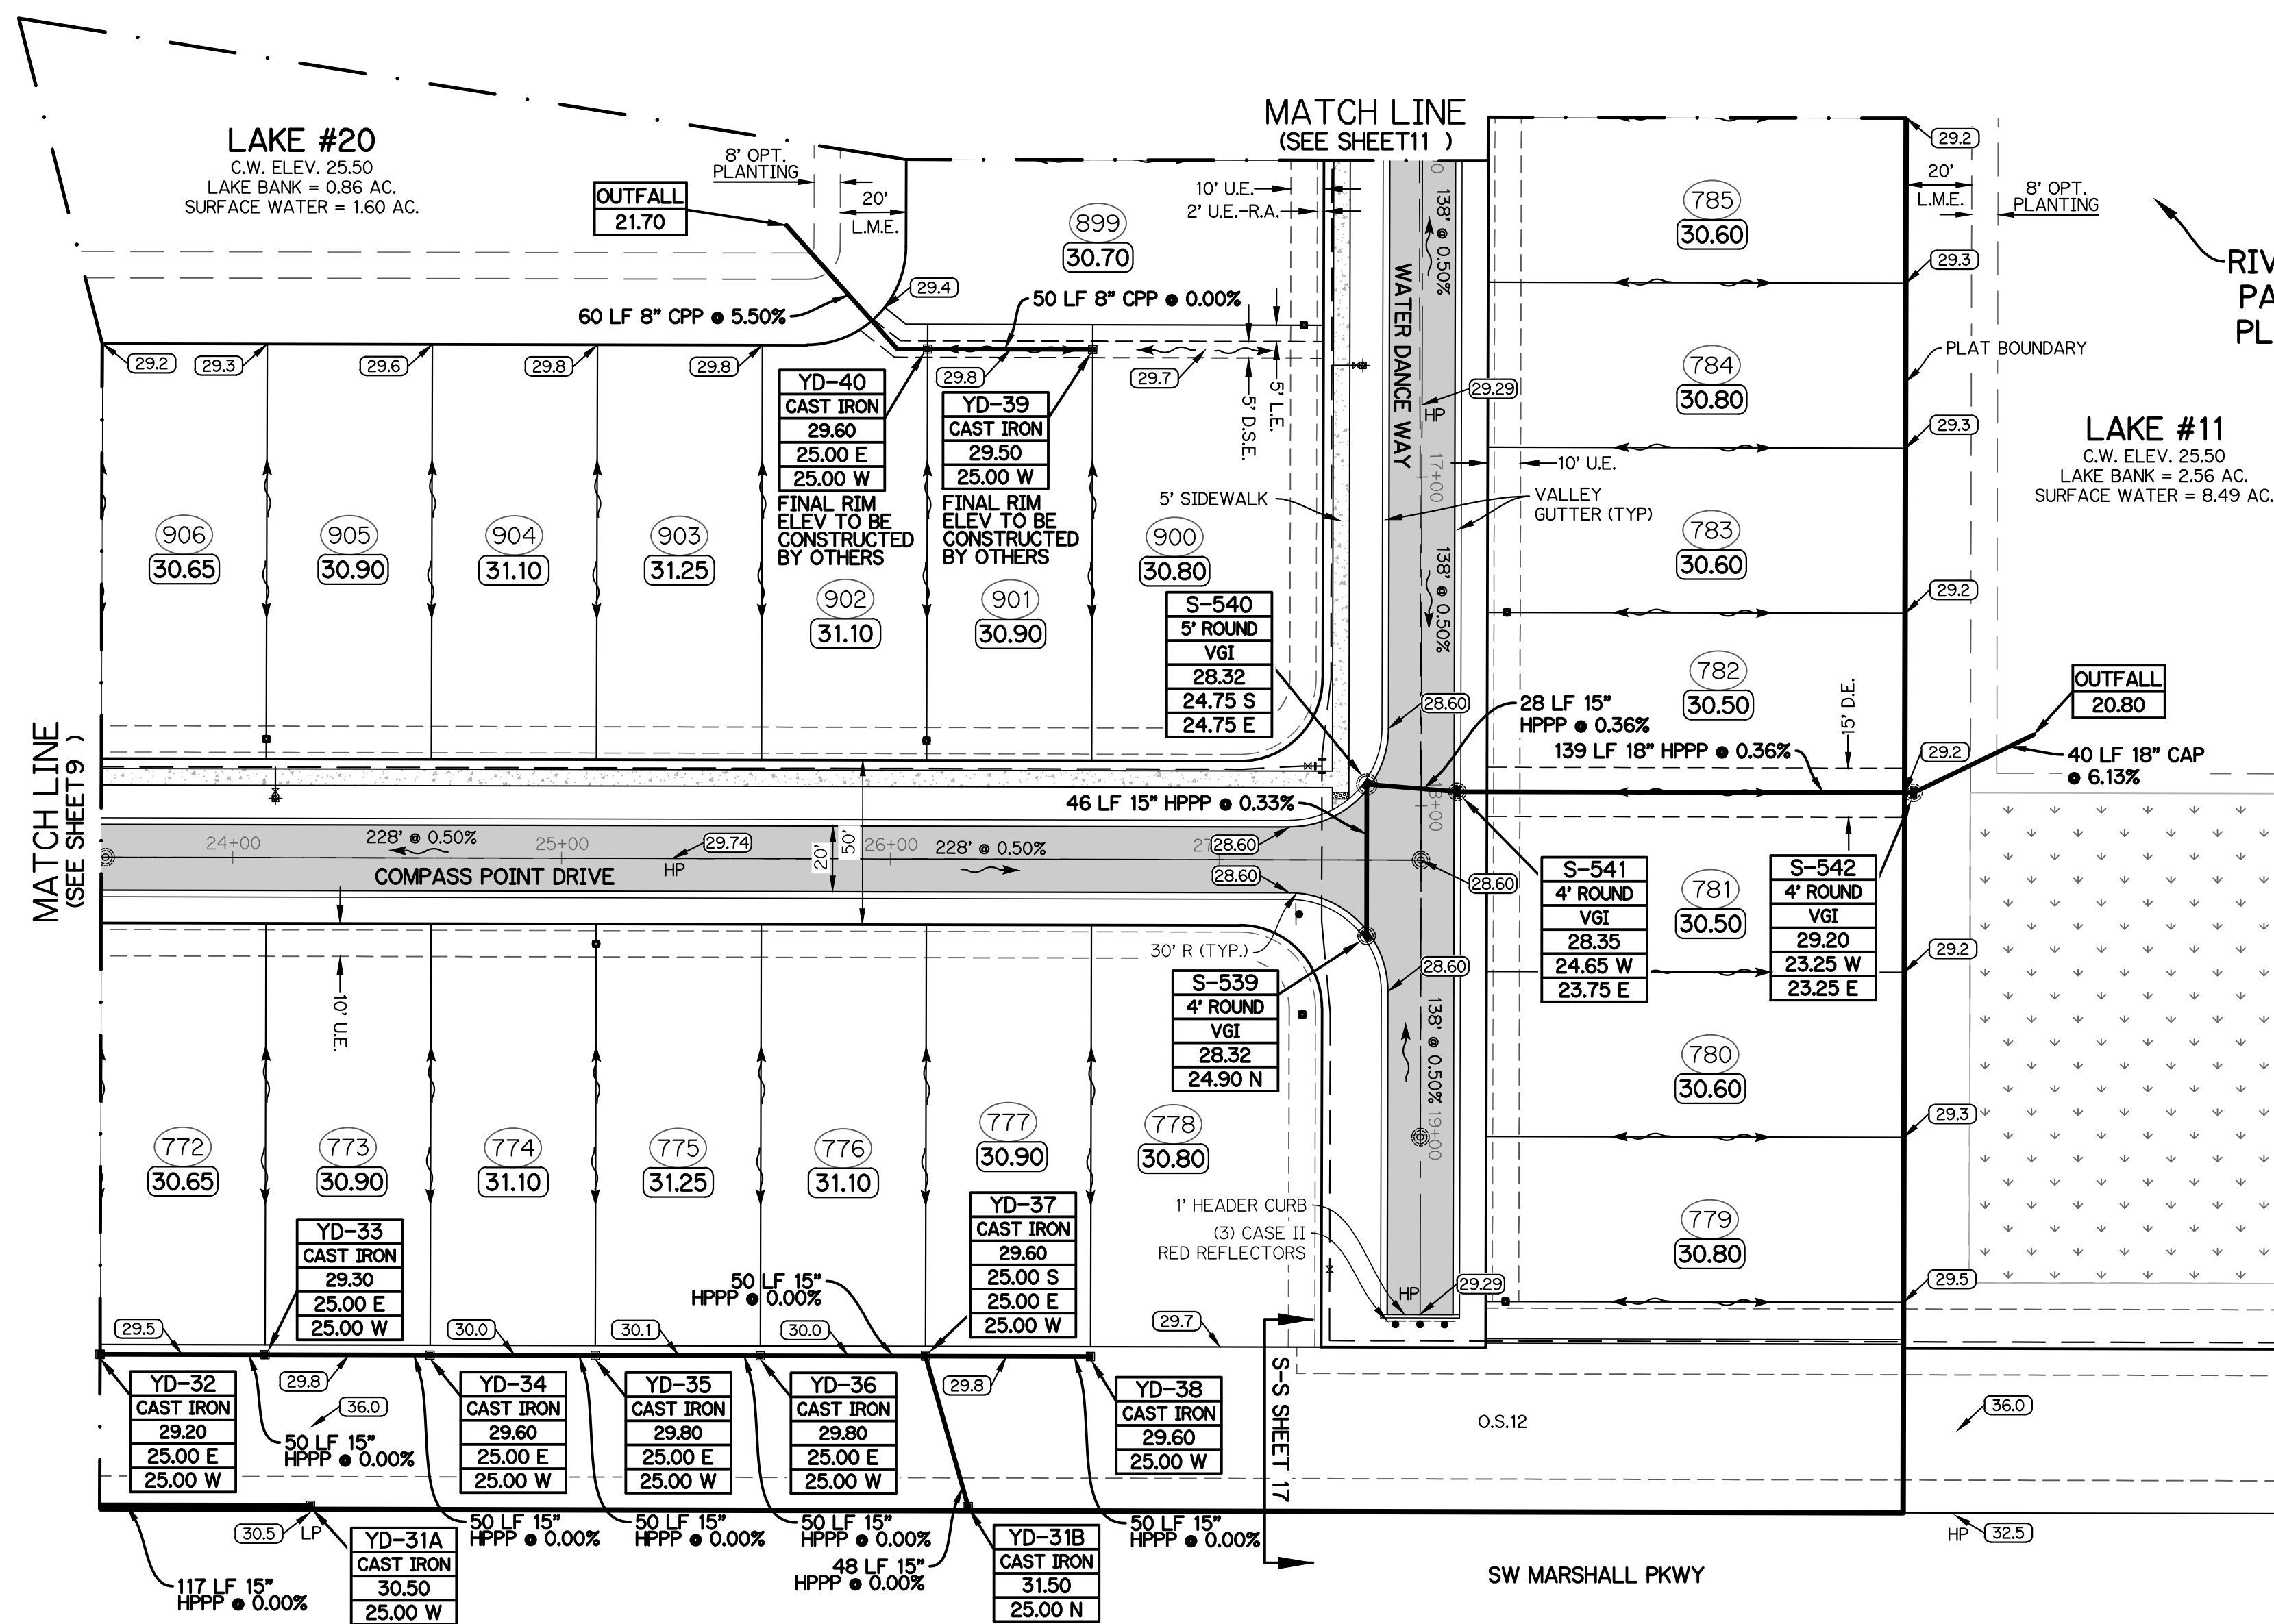 LAKE #20
C.W. ELEV. 25.50
LAKE BANK = 0.86 AC.
SURFACE WATER = 1.60 AC.
OUTFALL
21.70
8' OPT.
PLANTING
20'
L.M.E.
MATCH LINE
(SEE SHEET11 )
10' U.E.
2' U.E.-R.A.
899
30.70
29.4
60 LF 8" CPP @ 5.50%
50 LF 8" CPP @ 0.00%
29.2
29.3
29.6
29.8
29.8
29.8
29.7
5' L.E.
5' D.S.E.
YD-40
CAST IRON
29.60
25.00 E
25.00 W
FINAL RIM
ELEV TO BE
CONSTRUCTED
BY OTHERS
YD-39
CAST IRON
29.50
25.00 W
FINAL RIM
ELEV TO BE
CONSTRUCTED
BY OTHERS
906
30.65
905
30.90
904
31.10
903
31.25
902
31.10
901
30.90
900
30.80
WATER DANCE WAY
138' @ 0.50%
29.29
HP
17+00
138' @ 0.50%
5' SIDEWALK
10' U.E.
VALLEY
GUTTER (TYP)
785
30.60
784
30.80
783
30.60
782
30.50
29.2
20'
L.M.E.
8' OPT.
PLANTING
29.3
PLAT BOUNDARY
29.3
LAKE #11
C.W. ELEV. 25.50
LAKE BANK = 2.56 AC.
SURFACE WATER = 8.49 AC.
29.2
OUTFALL
20.80
15' D.E.
29.2
40 LF 18" CAP
@ 6.13%
S-540
5' ROUND
VGI
28.32
24.75 S
24.75 E
28.60
28 LF 15"
HPPP @ 0.36%
139 LF 18" HPPP @ 0.36%
46 LF 15" HPPP @ 0.33%
18+00
MATCH LINE
(SEE SHEET9 )
24+00
228' @ 0.50%
25+00
29.74
HP
COMPASS POINT DRIVE
20'
50'
26+00
228' @ 0.50%
28.60
28.60
28.60
S-541
4' ROUND
VGI
28.35
24.65 W
23.75 E
781
30.50
S-542
4' ROUND
VGI
29.20
23.25 W
23.25 E
29.2
30' R (TYP.)
28.60
S-539
4' ROUND
VGI
28.32
24.90 N
10' U.E.
138' @ 0.50%
19+00
780
30.60
29.3
772
30.65
773
30.90
774
31.10
775
31.25
776
31.10
777
30.90
778
30.80
1' HEADER CURB
(3) CASE II
RED REFLECTORS
779
30.80
29.5
HP
29.29
YD-33
CAST IRON
29.30
25.00 E
25.00 W
50 LF 15"
HPPP @ 0.00%
YD-37
CAST IRON
29.60
25.00 S
25.00 E
25.00 W
29.5
30.0
30.1
30.0
29.7
YD-32
CAST IRON
29.20
25.00 E
25.00 W
29.8
36.0
50 LF 15"
HPPP @ 0.00%
YD-34
CAST IRON
29.60
25.00 E
25.00 W
YD-35
CAST IRON
29.80
25.00 E
25.00 W
YD-36
CAST IRON
29.80
25.00 E
25.00 W
29.8
YD-38
CAST IRON
29.60
25.00 W
S-S SHEET 17
O.S.12
36.0
30.5
LP
YD-31A
CAST IRON
30.50
25.00 W
117 LF 15"
HPPP @ 0.00%
50 LF 15"
HPPP @ 0.00%
50 LF 15"
HPPP @ 0.00%
50 LF 15"
HPPP @ 0.00%
48 LF 15"
HPPP @ 0.00%
YD-31B
CAST IRON
31.50
25.00 N
50 LF 15"
HPPP @ 0.00%
SW MARSHALL PKWY
HP
32.5